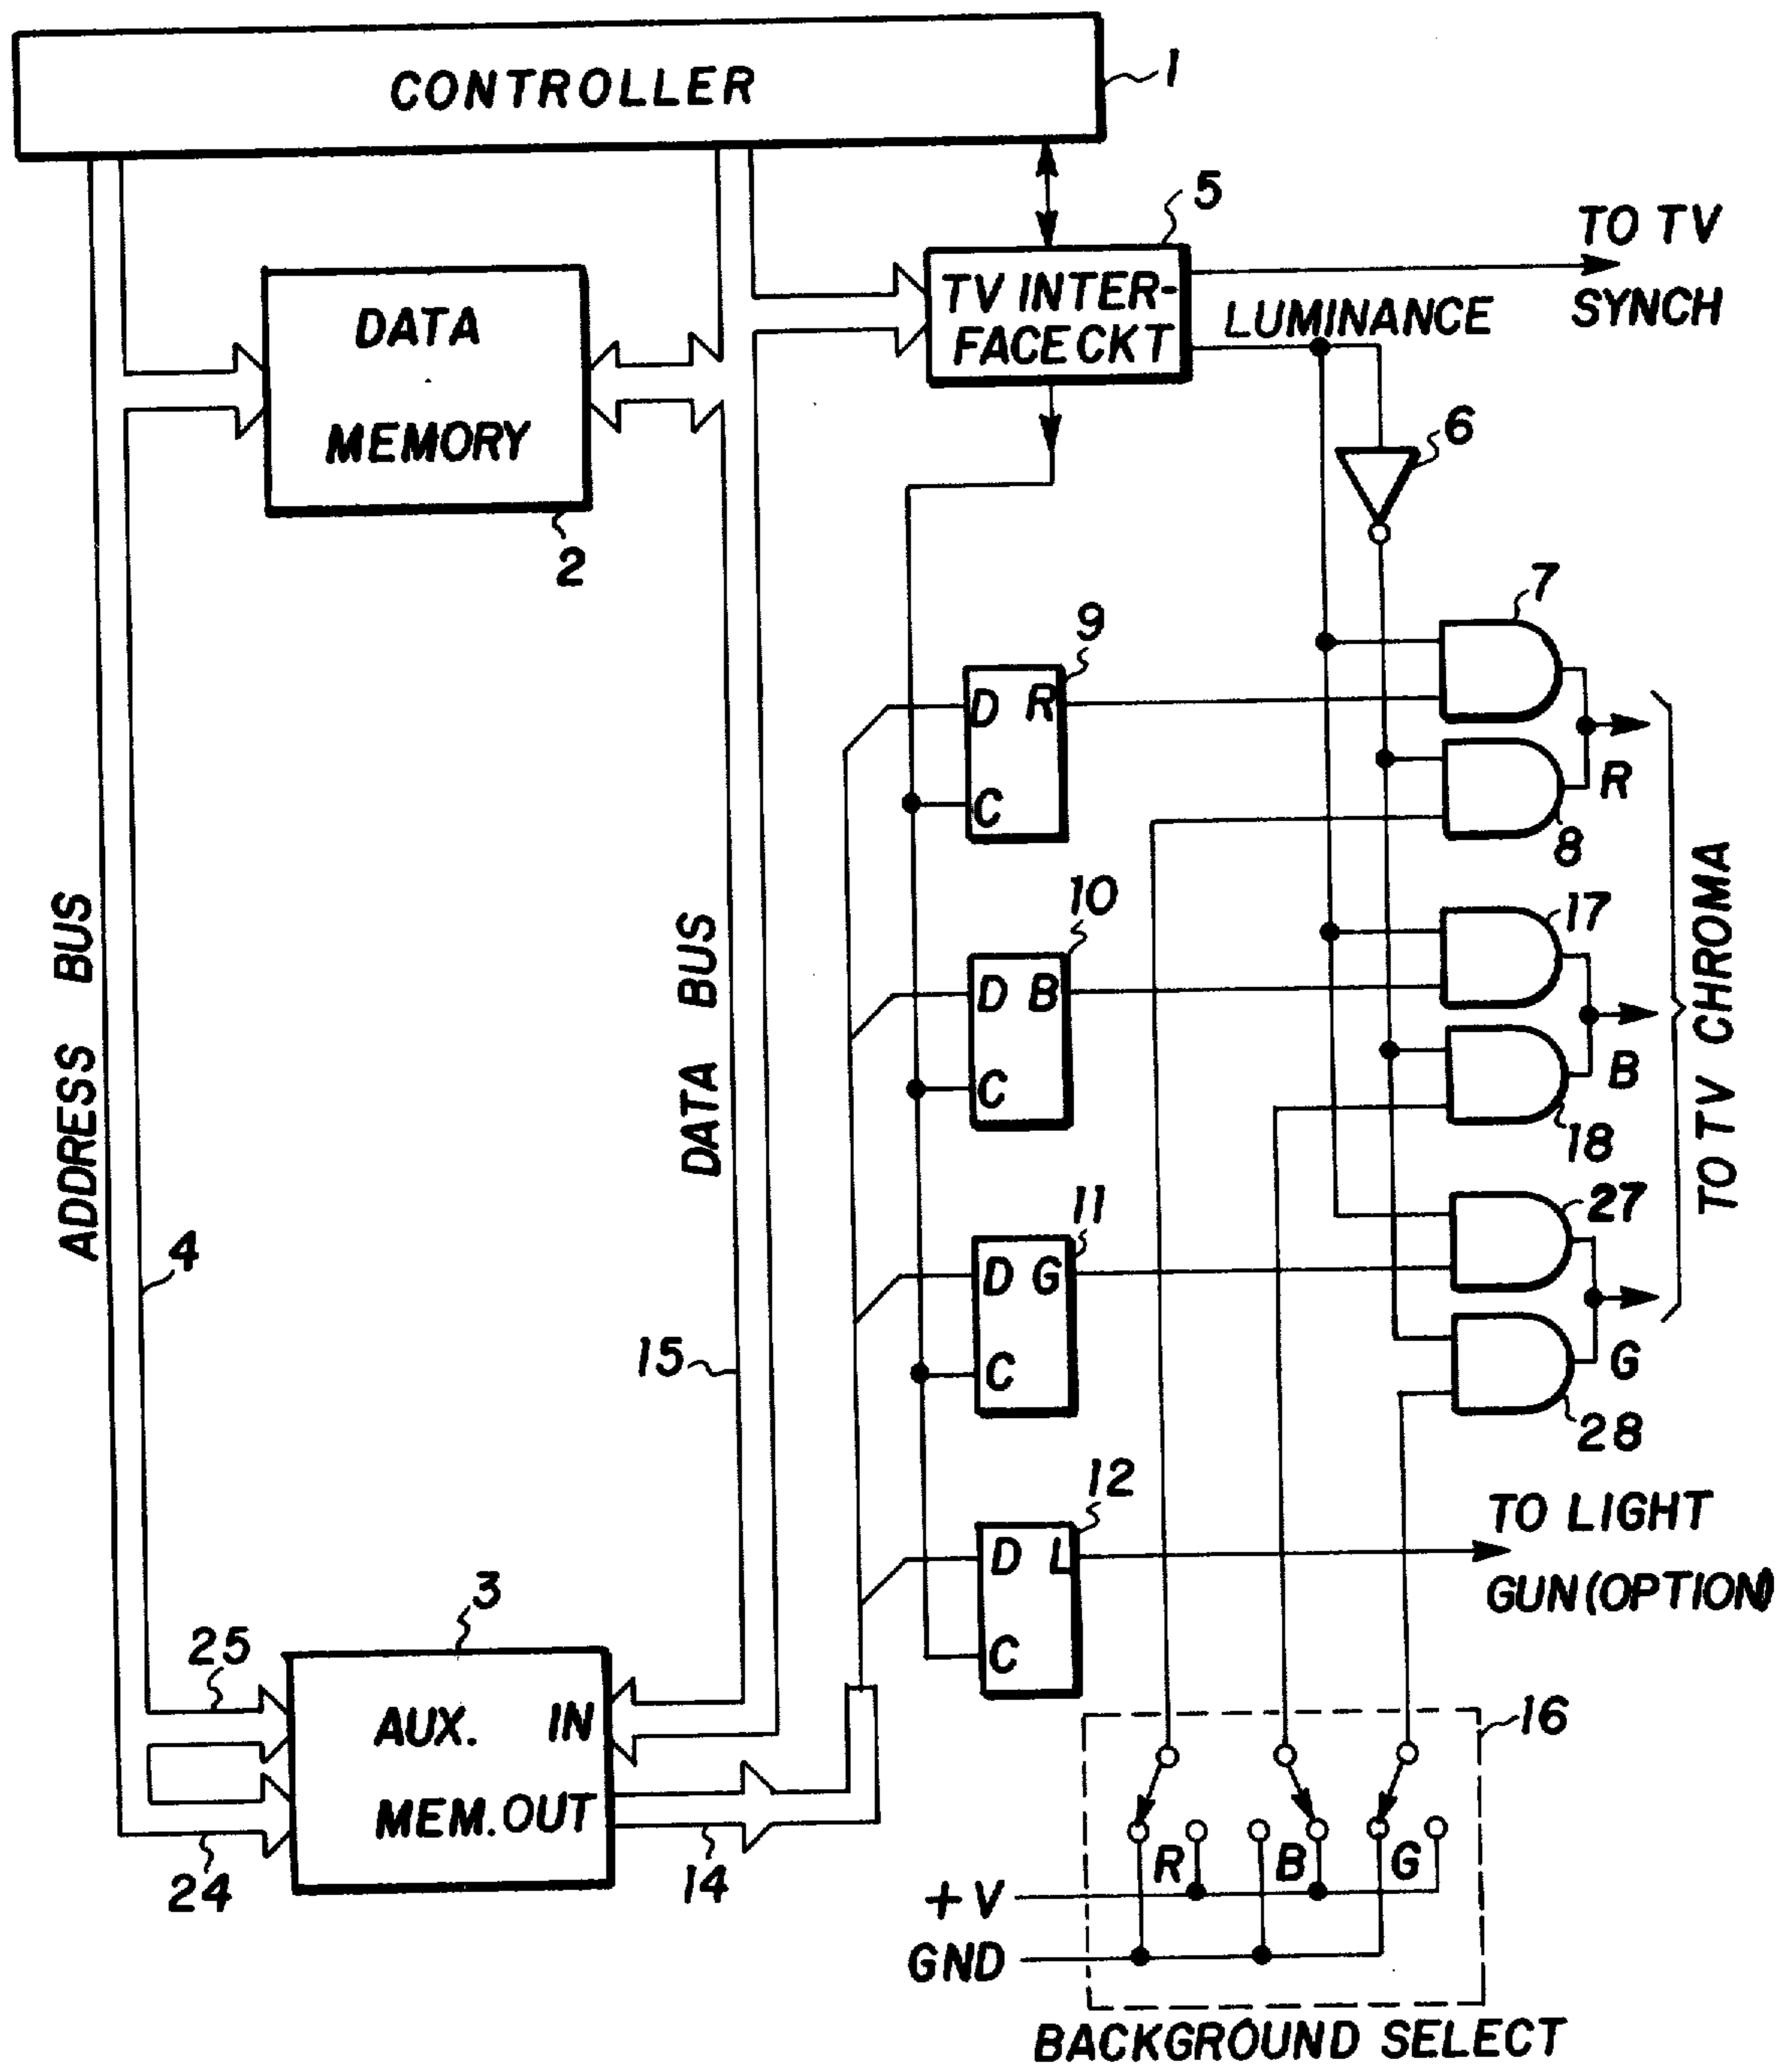 CONTROLLER
1
5
TO TV
SYNCH
DATA
MEMORY
TV INTER-
FACE CKT
LUMINANCE
2
6
7
9
D R
C
R
8
10
17
D B
C
B
18
ADDRESS BUS
DATA BUS
TO TV CHROMA
4
11
27
D G
C
15
G
28
12
D L
C
TO LIGHT
GUN (OPTION)
3
25
AUX. IN
MEM. OUT
24
14
16
R B G
+V
GND
BACKGROUND SELECT